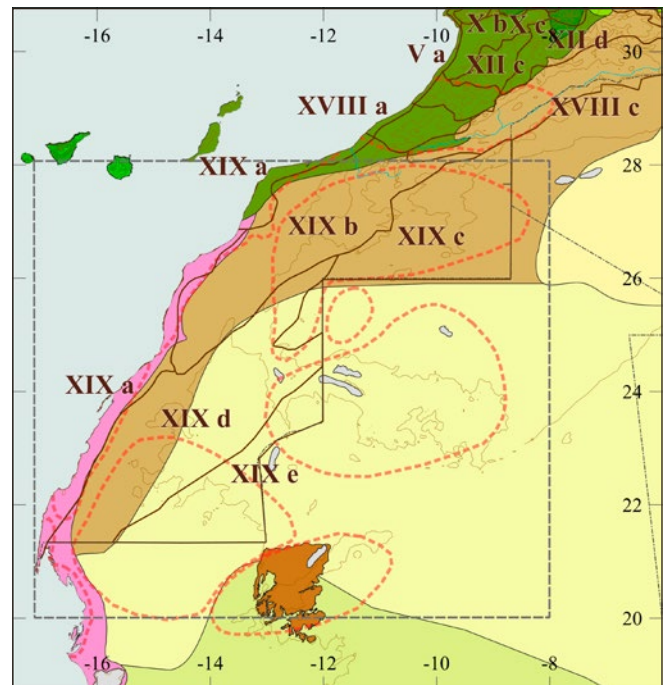 -16 -14 -12 -10 -8
X b X c
30
V a
XII d
XII c
XVIII a
XVIII c
28
XIX a
XIX b
XIX c
26
XIX a
24
XIX d
XIX e
22
20
-16 -14 -12 -10 -8